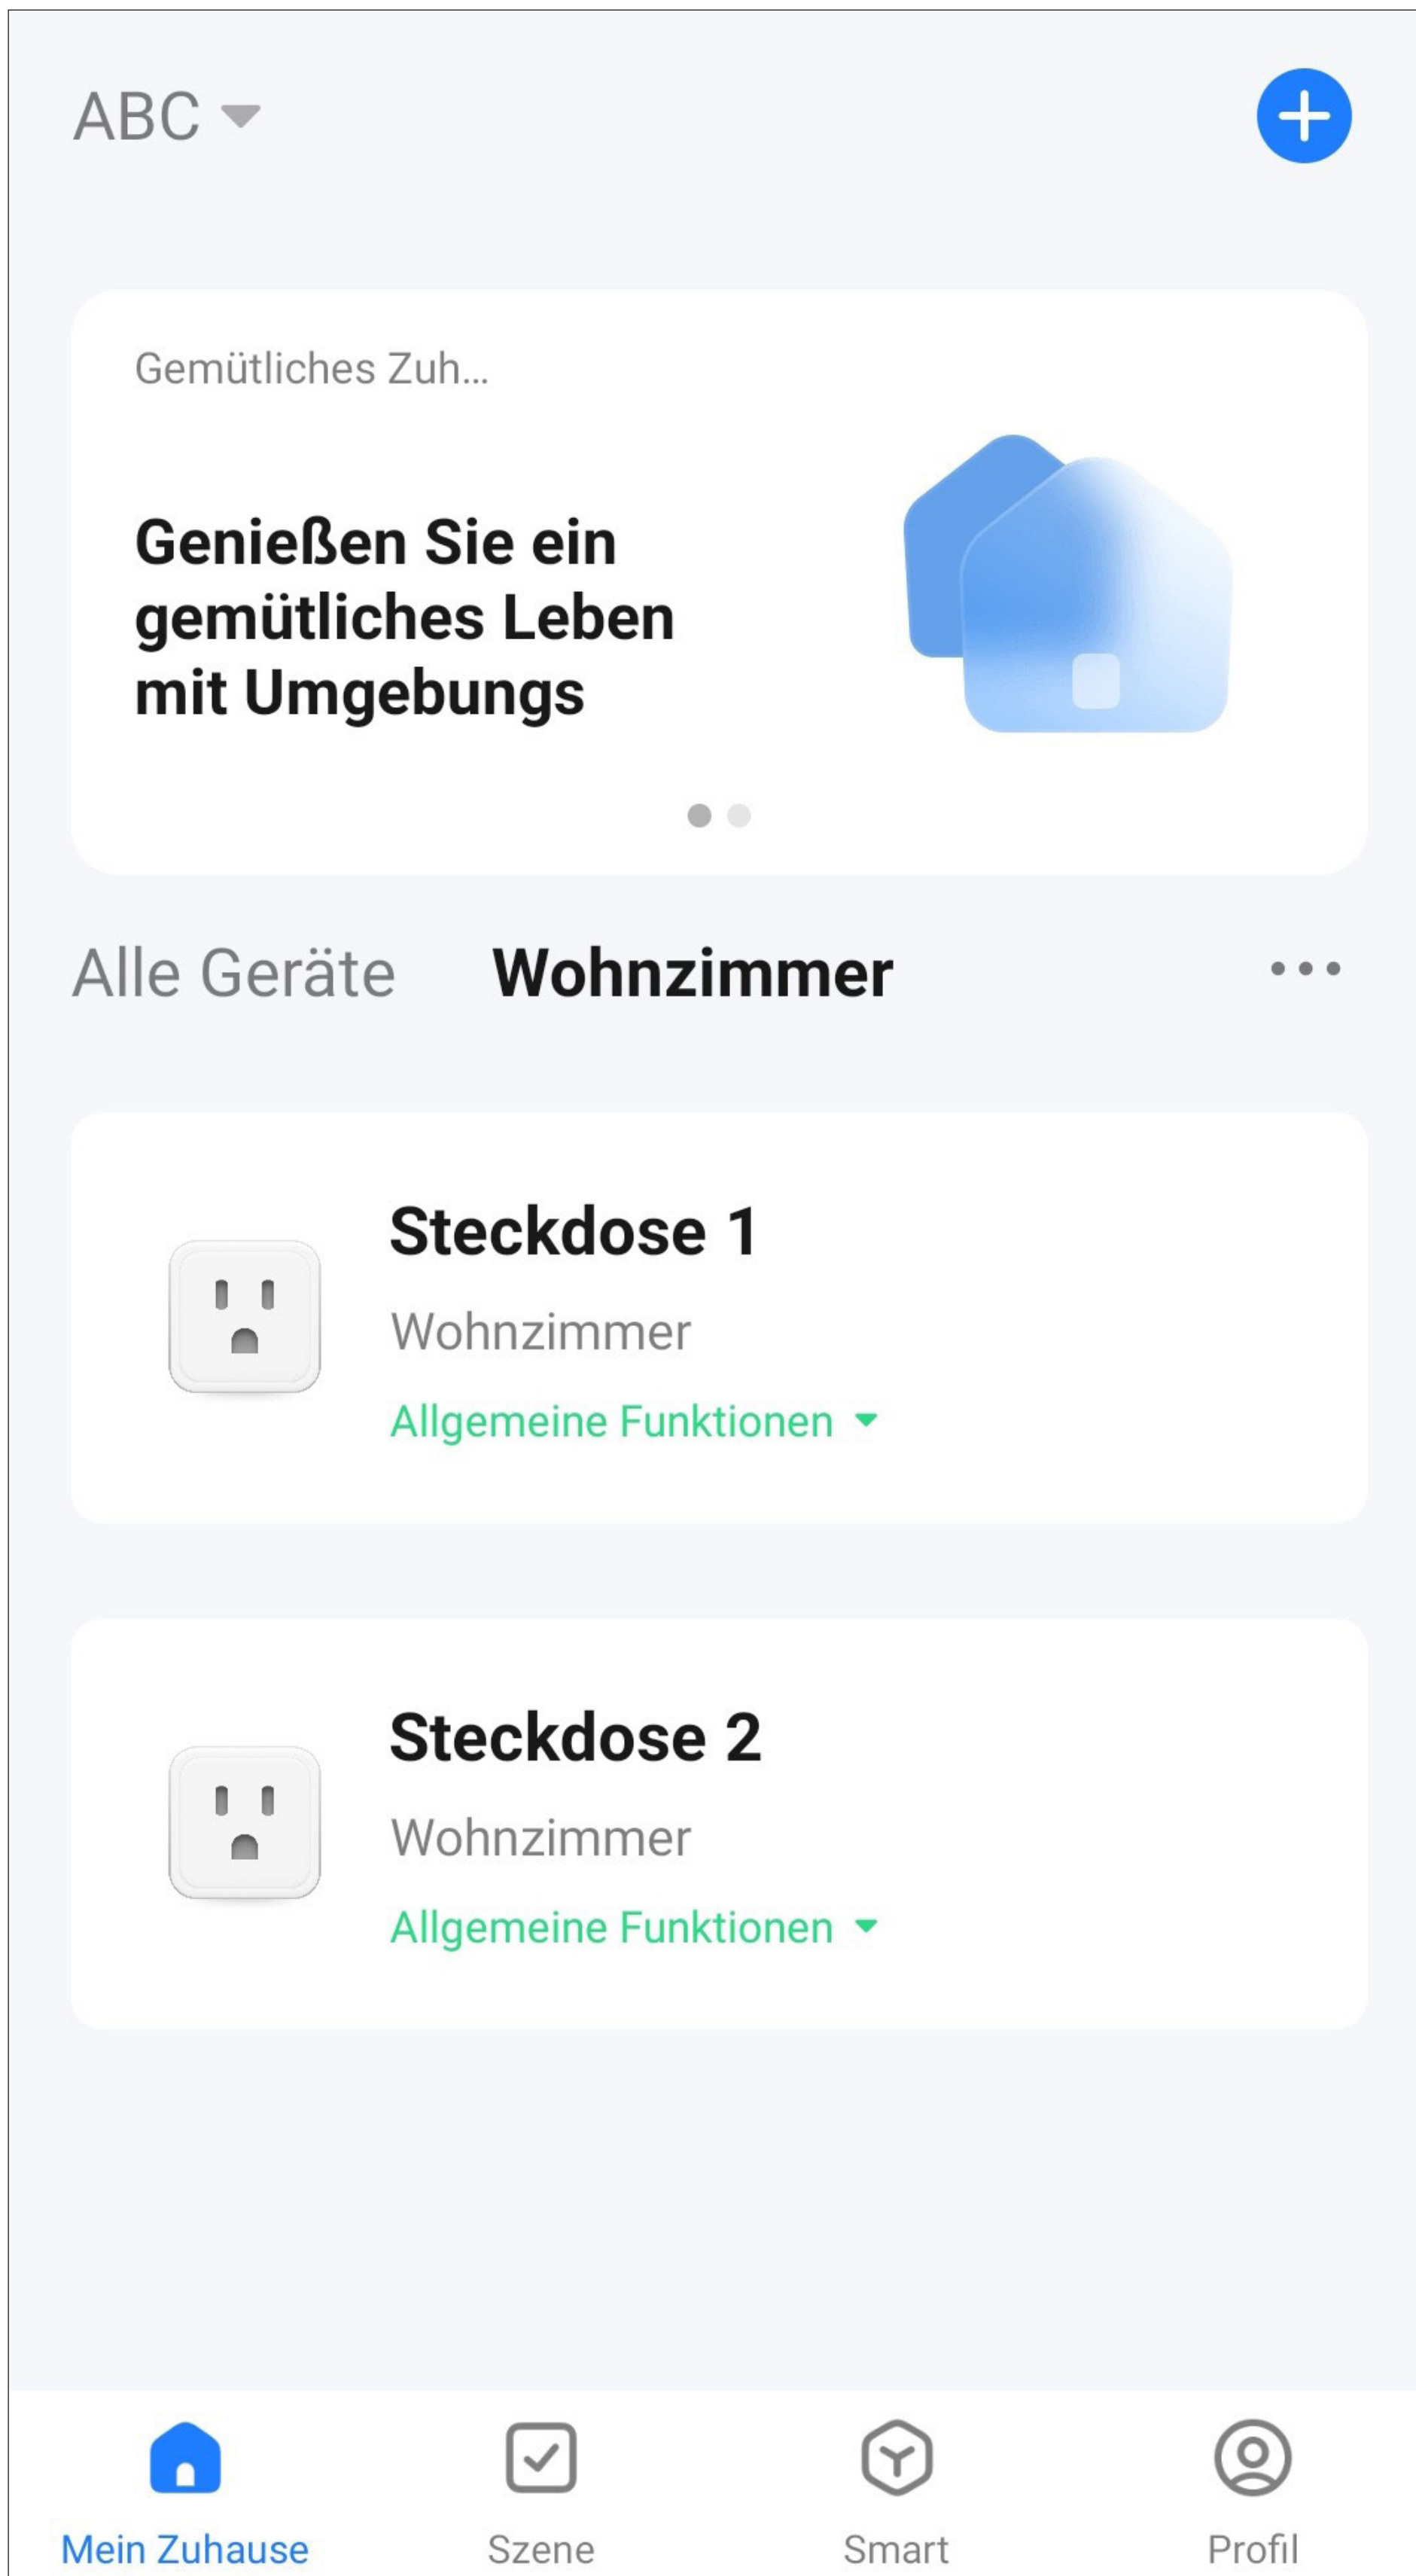 ABC
Gemütliches Zuh...
Genießen Sie ein
gemütliches Leben
mit Umgebungs
Alle Geräte Wohnzimmer
Steckdose 1
Wohnzimmer
Allgemeine Funktionen
Steckdose 2
Wohnzimmer
Allgemeine Funktionen
Mein Zuhause Szene Smart Profil